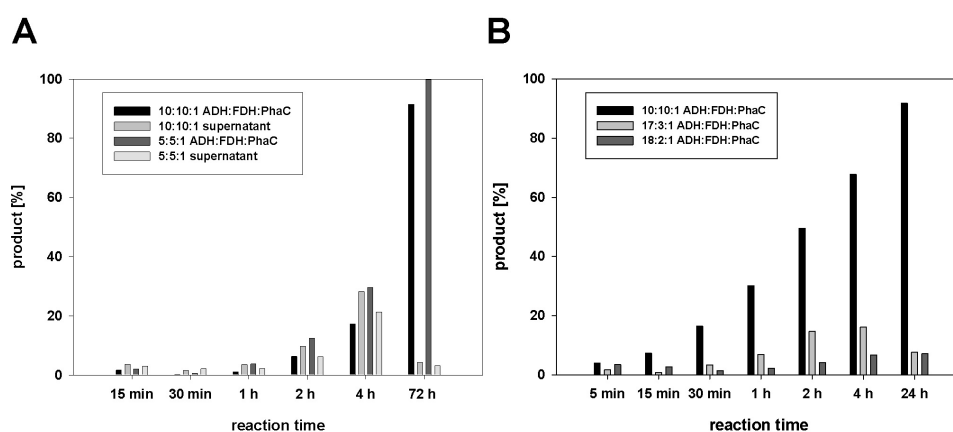 A
100
80
60
40
20
0
product [%]
10:10:1 ADH:FDH:PhaC
10:10:1 supernatant
5:5:1 ADH:FDH:PhaC
5:5:1 supernatant
15 min 30 min 1 h 2 h 4 h 72 h
reaction time
B
100
80
60
40
20
0
product [%]
10:10:1 ADH:FDH:PhaC
17:3:1 ADH:FDH:PhaC
18:2:1 ADH:FDH:PhaC
5 min 15 min 30 min 1 h 2 h 4 h 24 h
reaction time